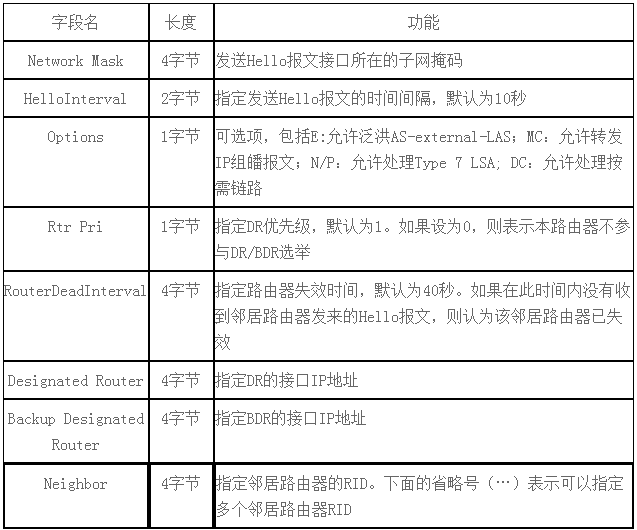 字段名 长度 功能
Network Mask 4字节 发送Hello报文接口所在的子网掩码
HelloInterval 2字节 指定发送Hello报文的时间间隔，默认为10秒
Options 1字节 可选项，包括E:允许泛洪AS-external-LAS；MC：允许转发
IP组皤报文；N/P：允许处理Type 7 LSA; DC：允许处理按
需链路
Rtr Pri 1字节 指定DR优先级，默认为1。如果设为0，则表示本路由器不参
与DR/BDR选举
RouterDeadInterval 4字节 指定路由器失效时间，默认为40秒。如果在此时间内没有收
到邻居路由器发来的Hello报文，则认为该邻居路由器已失
效
Designated Router 4字节 指定DR的接口IP地址
Backup Designated 4字节 指定BDR的接口IP地址
Router
Neighbor 4字节 指定邻居路由器的RID。下面的省略号（…）表示可以指定
多个邻居路由器RID